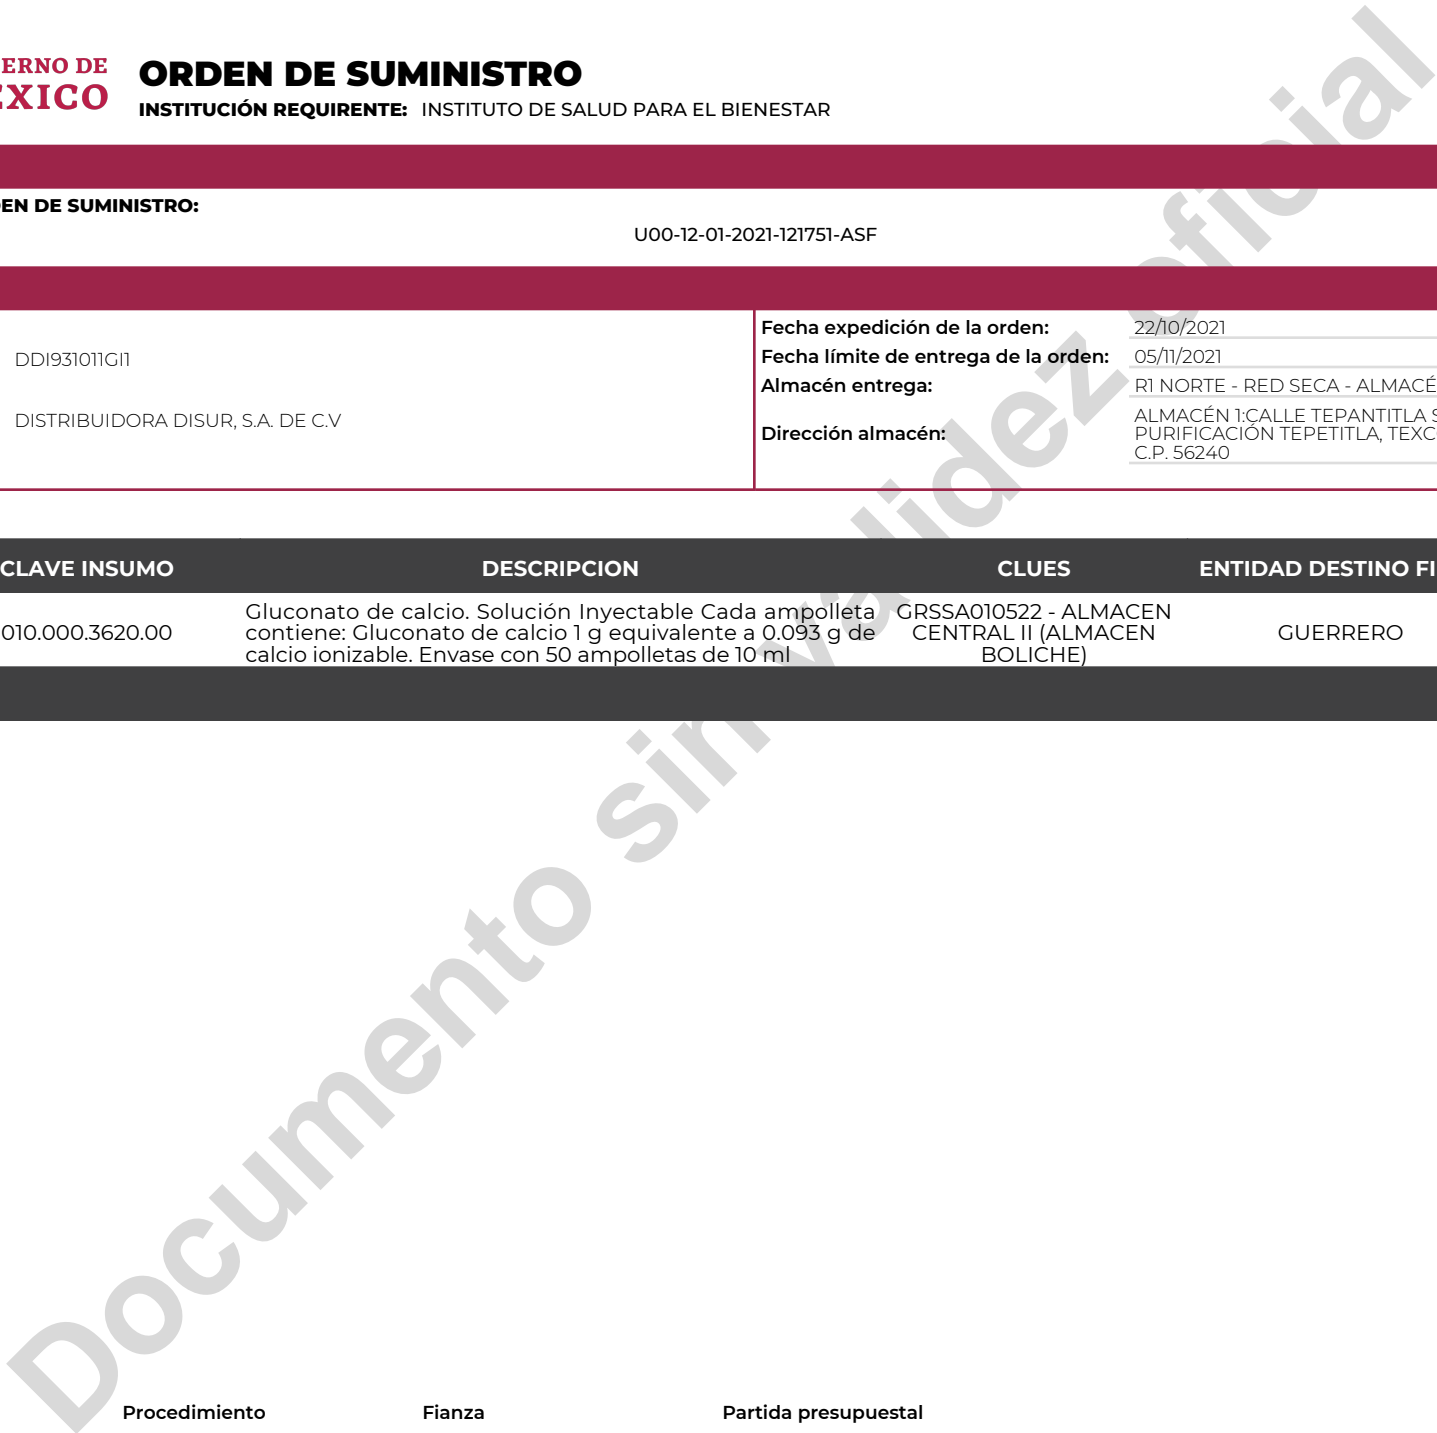 ERNO DE
EXICO
ORDEN DE SUMINISTRO
INSTITUCIÓN REQUIRENTE: INSTITUTO DE SALUD PARA EL BIENESTAR
EN DE SUMINISTRO:
U00-12-01-2021-121751-ASF
DDI931011GI1
DISTRIBUIDORA DISUR, S.A. DE C.V
Fecha expedición de la orden: 22/10/2021
Fecha límite de entrega de la orden: 05/11/2021
Almacén entrega: R1 NORTE - RED SECA - ALMACÉ
Dirección almacén:
ALMACÉN 1:CALLE TEPANTITLA S
PURIFICACIÓN TEPETITLA, TEXC
C.P. 56240
CLAVE INSUMO DESCRIPCION CLUES ENTIDAD DESTINO FI
010.000.3620.00
Gluconato de calcio. Solución Inyectable Cada ampolleta
contiene: Gluconato de calcio 1 g equivalente a 0.093 g de
calcio ionizable. Envase con 50 ampolletas de 10 ml
GRSSA010522 - ALMACEN
CENTRAL II (ALMACEN
BOLICHE)
GUERRERO
Documento sin validez oficial
Procedimiento Fianza Partida presupuestal